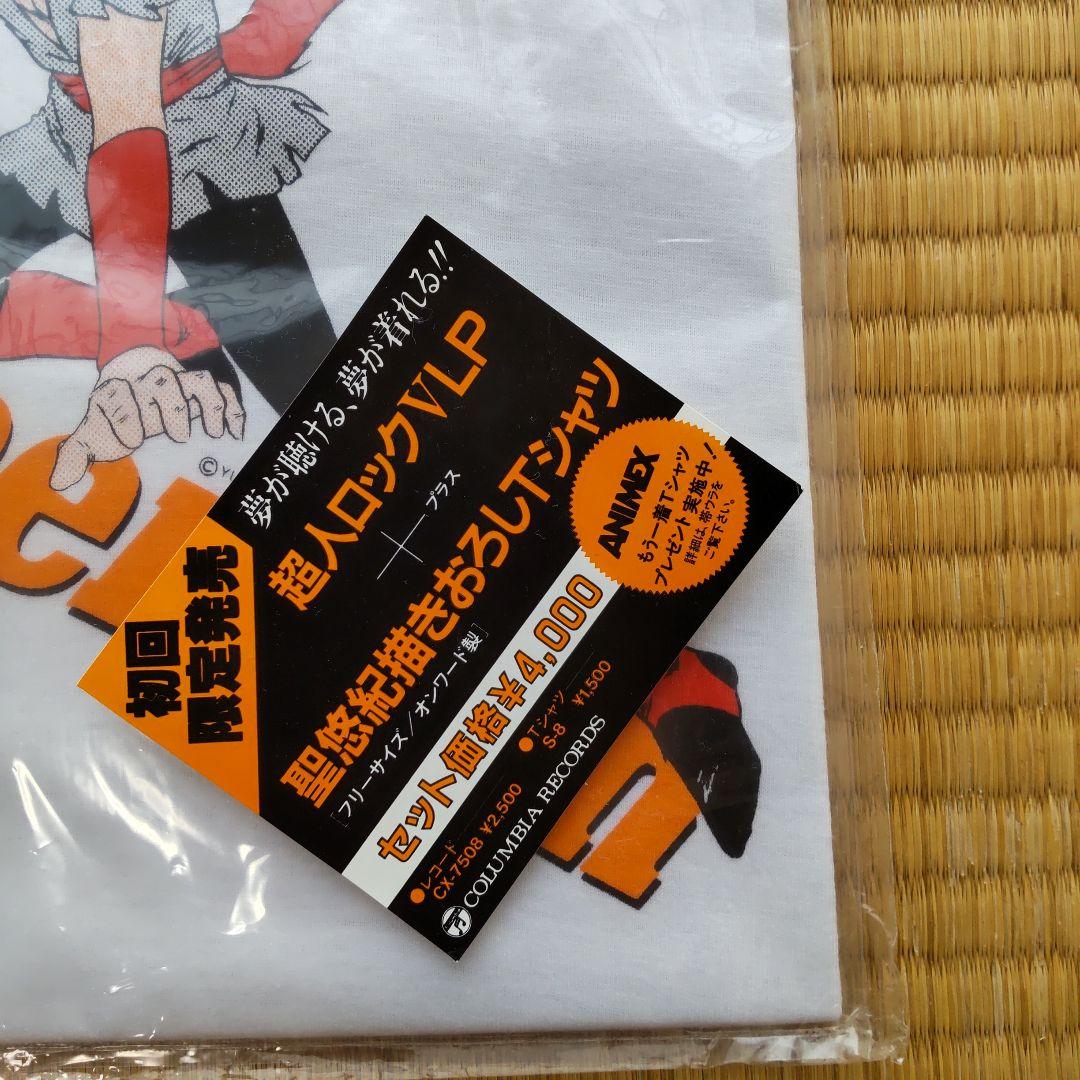 夢が聴ける、夢が着れる!!
初回
限定発売
超人ロックVLP
プラス
聖悠紀描きおろしTシャツ
[フリーサイズ/オンワード製]
セット価格¥4,000
●レコード
CX-7508 ¥2,500
●Tシャツ
S-8 ¥1,500
COLUMBIA RECORDS
ANIMEX
もう一着Tシャツ
プレゼント実施中!
詳細は、帯ウラを
ご覧下さい。